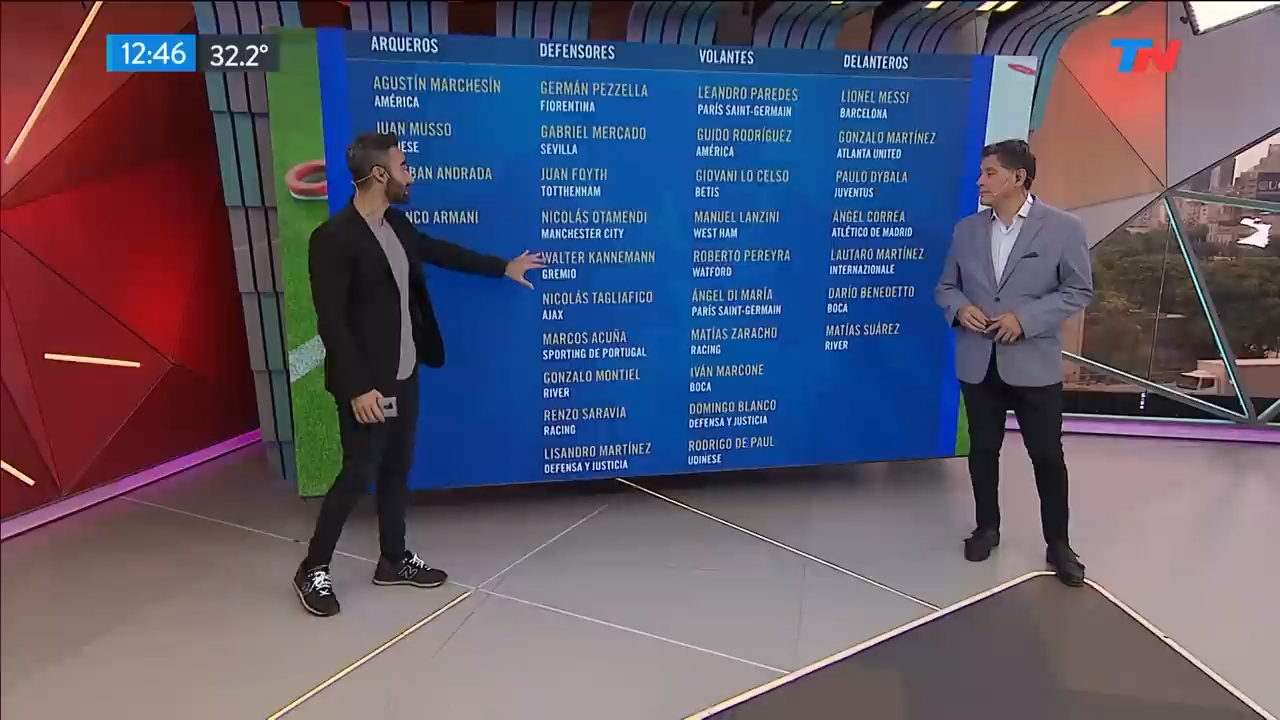 12:46 32.2°
TN
ARQUEROS
AGUSTÍN MARCHESÍN
AMÉRICA
JUAN MUSSO
ANDRADA
ARMANI
DEFENSORES
GERMÁN PEZZELLA
FIORENTINA
GABRIEL MERCADO
SEVILLA
JUAN FOYTH
TOTTHENHAM
NICOLÁS OTAMENDI
MANCHESTER CITY
WALTER KANNEMANN
GREMIO
NICOLÁS TAGLIAFICO
AJAX
MARCOS ACUÑA
SPORTING DE PORTUGAL
GONZALO MONTIEL
RIVER
RENZO SARAVIA
RACING
LISANDRO MARTÍNEZ
DEFENSA Y JUSTICIA
VOLANTES
LEANDRO PAREDES
PARÍS SAINT-GERMAIN
GUIDO RODRÍGUEZ
AMÉRICA
GIOVANI LO CELSO
BETIS
MANUEL LANZINI
WEST HAM
ROBERTO PEREYRA
WATFORD
ÁNGEL DI MARÍA
PARÍS SAINT-GERMAIN
MATÍAS ZARACHO
RACING
IVÁN MARCONE
BOCA
DOMINGO BLANCO
DEFENSA Y JUSTICIA
RODRIGO DE PAUL
UDINESE
DELANTEROS
LIONEL MESSI
BARCELONA
GONZALO MARTÍNEZ
ATLANTA UNITED
PAULO DYBALA
JUVENTUS
ÁNGEL CORREA
ATLÉTICO DE MADRID
LAUTARO MARTÍNEZ
INTERNAZIONALE
DARÍO BENEDETTO
BOCA
MATÍAS SUÁREZ
RIVER